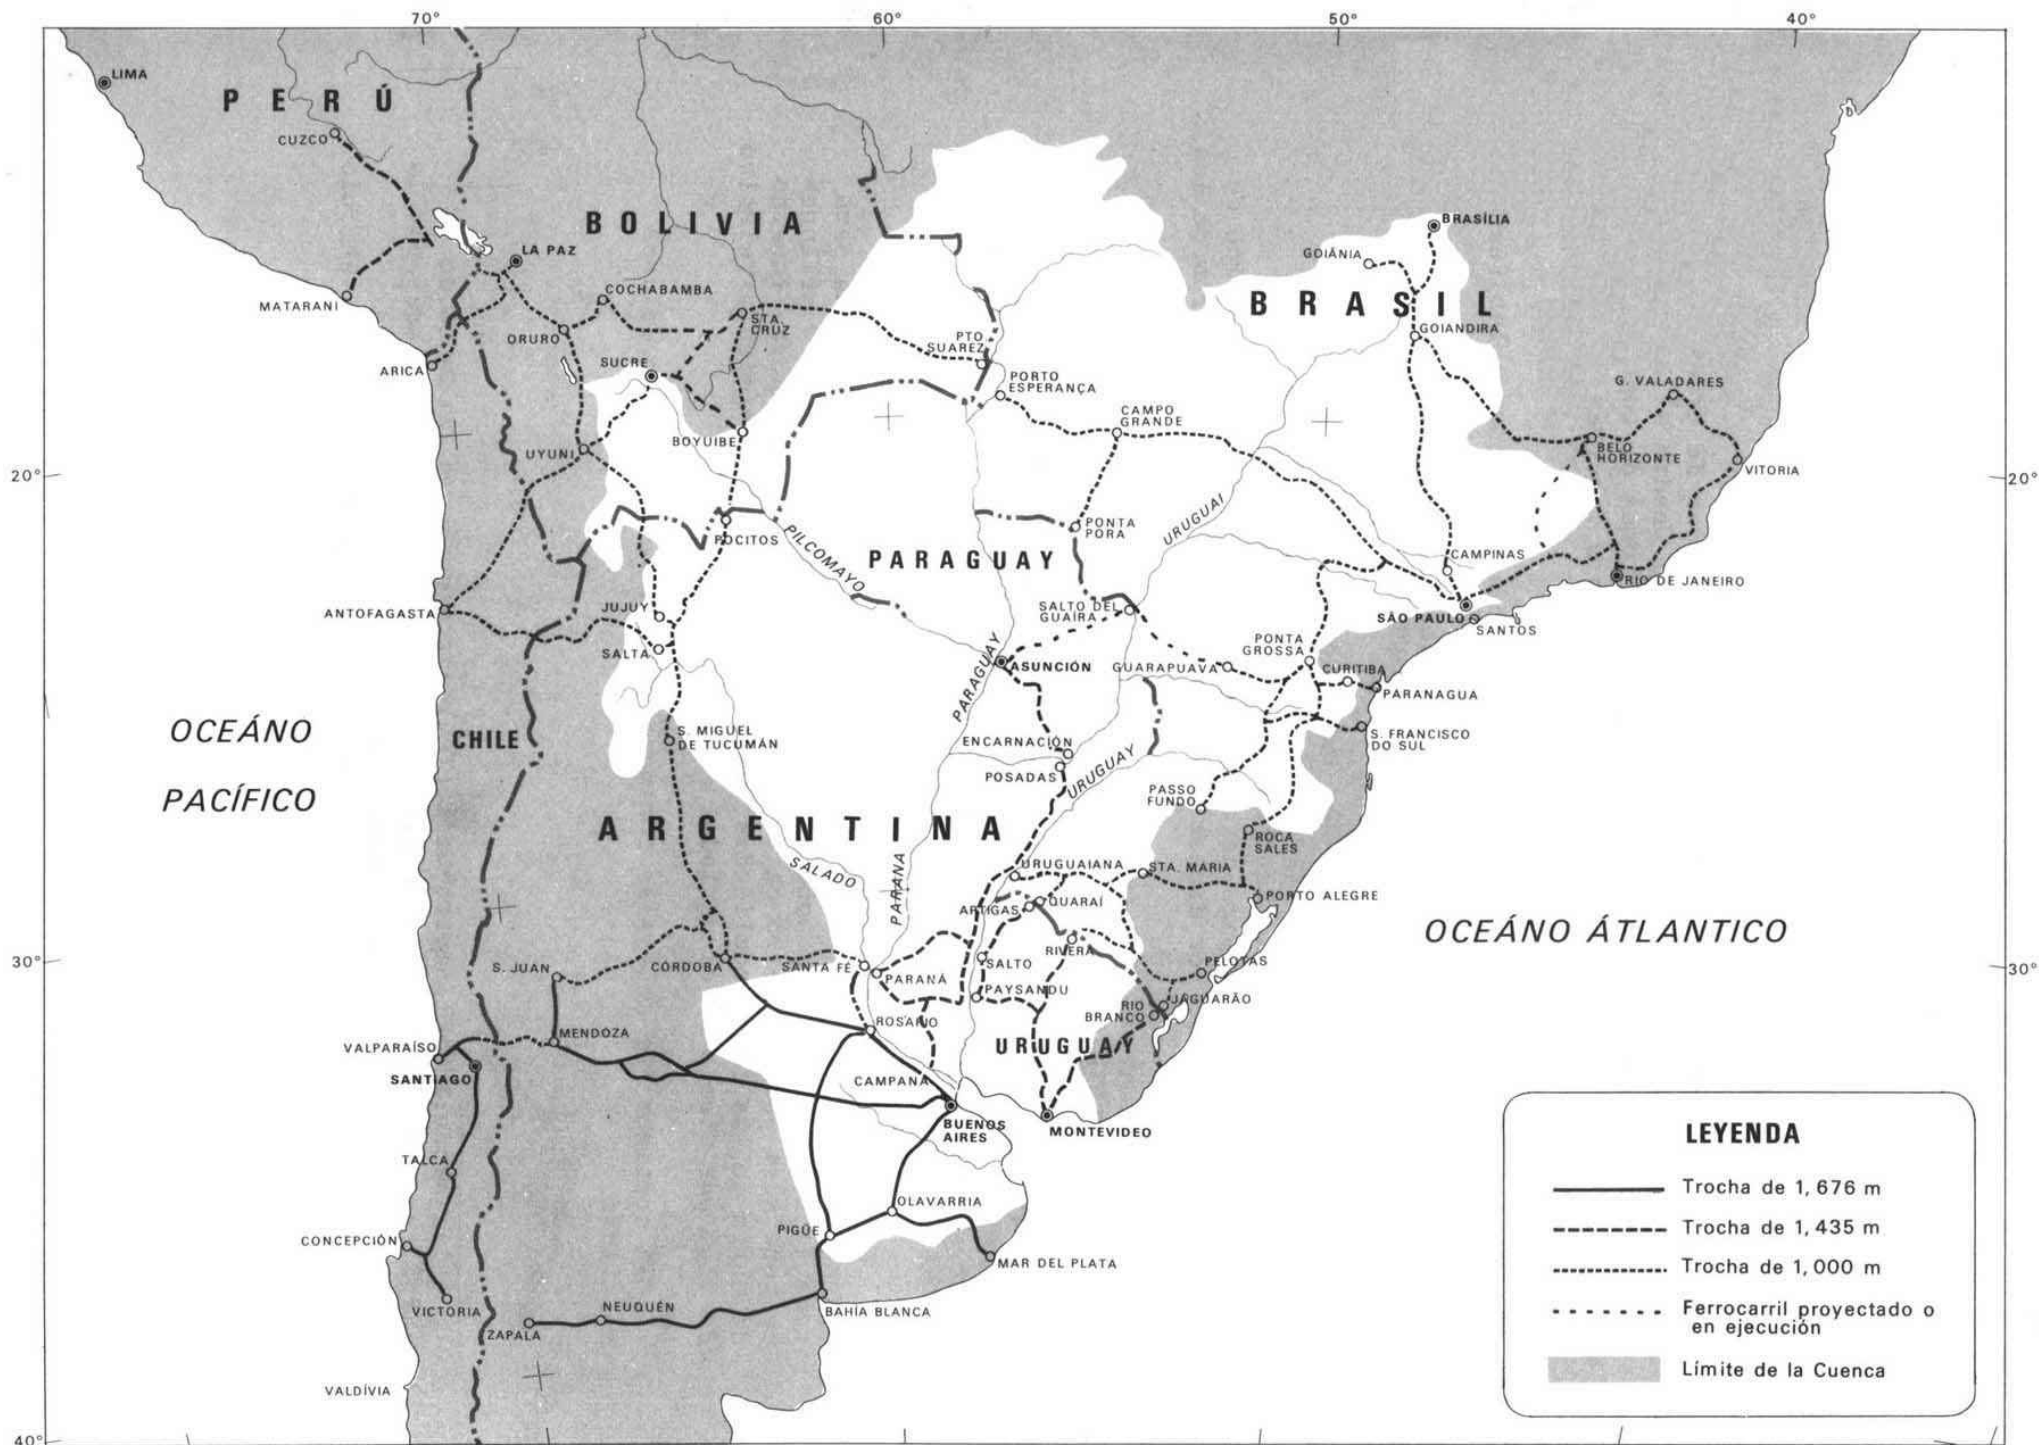 70°
60°
50°
40°
LIMA
PERÚ
CUZCO
BOLIVIA
BRASÍLIA
LA PAZ
GOIÂNIA
COCHABAMBA
BRASIL
MATARANI
STA.
CRUZ
GOIANDIRA
ORURO
PTO
SUAREZ
SUCRE
ARICA
PORTO
ESPERANÇA
G. VALADARES
CAMPO
GRANDE
BOYUIBE
UYUNI
BELO
HORIZONTE
VITORIA
20°
20°
URUGUAI
PONTA
PORA
PILCOMAYO
POCITOS
PARAGUAY
CAMPINAS
RIO DE JANEIRO
ANTOFAGASTA
JUJUY
SALTO DEL
GUAÍRA
SÃO PAULO
SANTOS
SALTA
PONTA
GROSSA
PARAGUAY
ASUNCIÓN
GUARAPUAVA
CURITIBA
PARANAGUA
OCEÁNO
PACÍFICO
CHILE
S. MIGUEL
DE TUCUMÁN
ENCARNACIÓN
POSADAS
URUGUAY
S. FRANCISCO
DO SUL
PASSO
FUNDO
ARGENTINA
ROCA
SALES
SALADO
PARANA
URUGUAIANA
STA. MARIA
PORTO ALEGRE
ARTIGAS
QUARAÍ
OCEÁNO ÁTLANTICO
RIVERA
30°
30°
S. JUAN
CÓRDOBA
SANTA FÉ
PARANÁ
SALTO
PELOTAS
PAYSANDU
JAGUARÃO
RIO
BRANCO
ROSARIO
MENDOZA
VALPARAÍSO
URUGUAY
SANTIAGO
CAMPANA
BUENOS
AIRES
MONTEVIDEO
TALCA
OLAVARRIA
PIGÜE
CONCEPCIÓN
MAR DEL PLATA
VICTORIA
NEUQUÉN
BAHÍA BLANCA
ZAPALA
VALDÍVIA
40°
LEYENDA
Trocha de 1,676 m
Trocha de 1,435 m
Trocha de 1,000 m
Ferrocarril proyectado o
en ejecución
Límite de la Cuenca